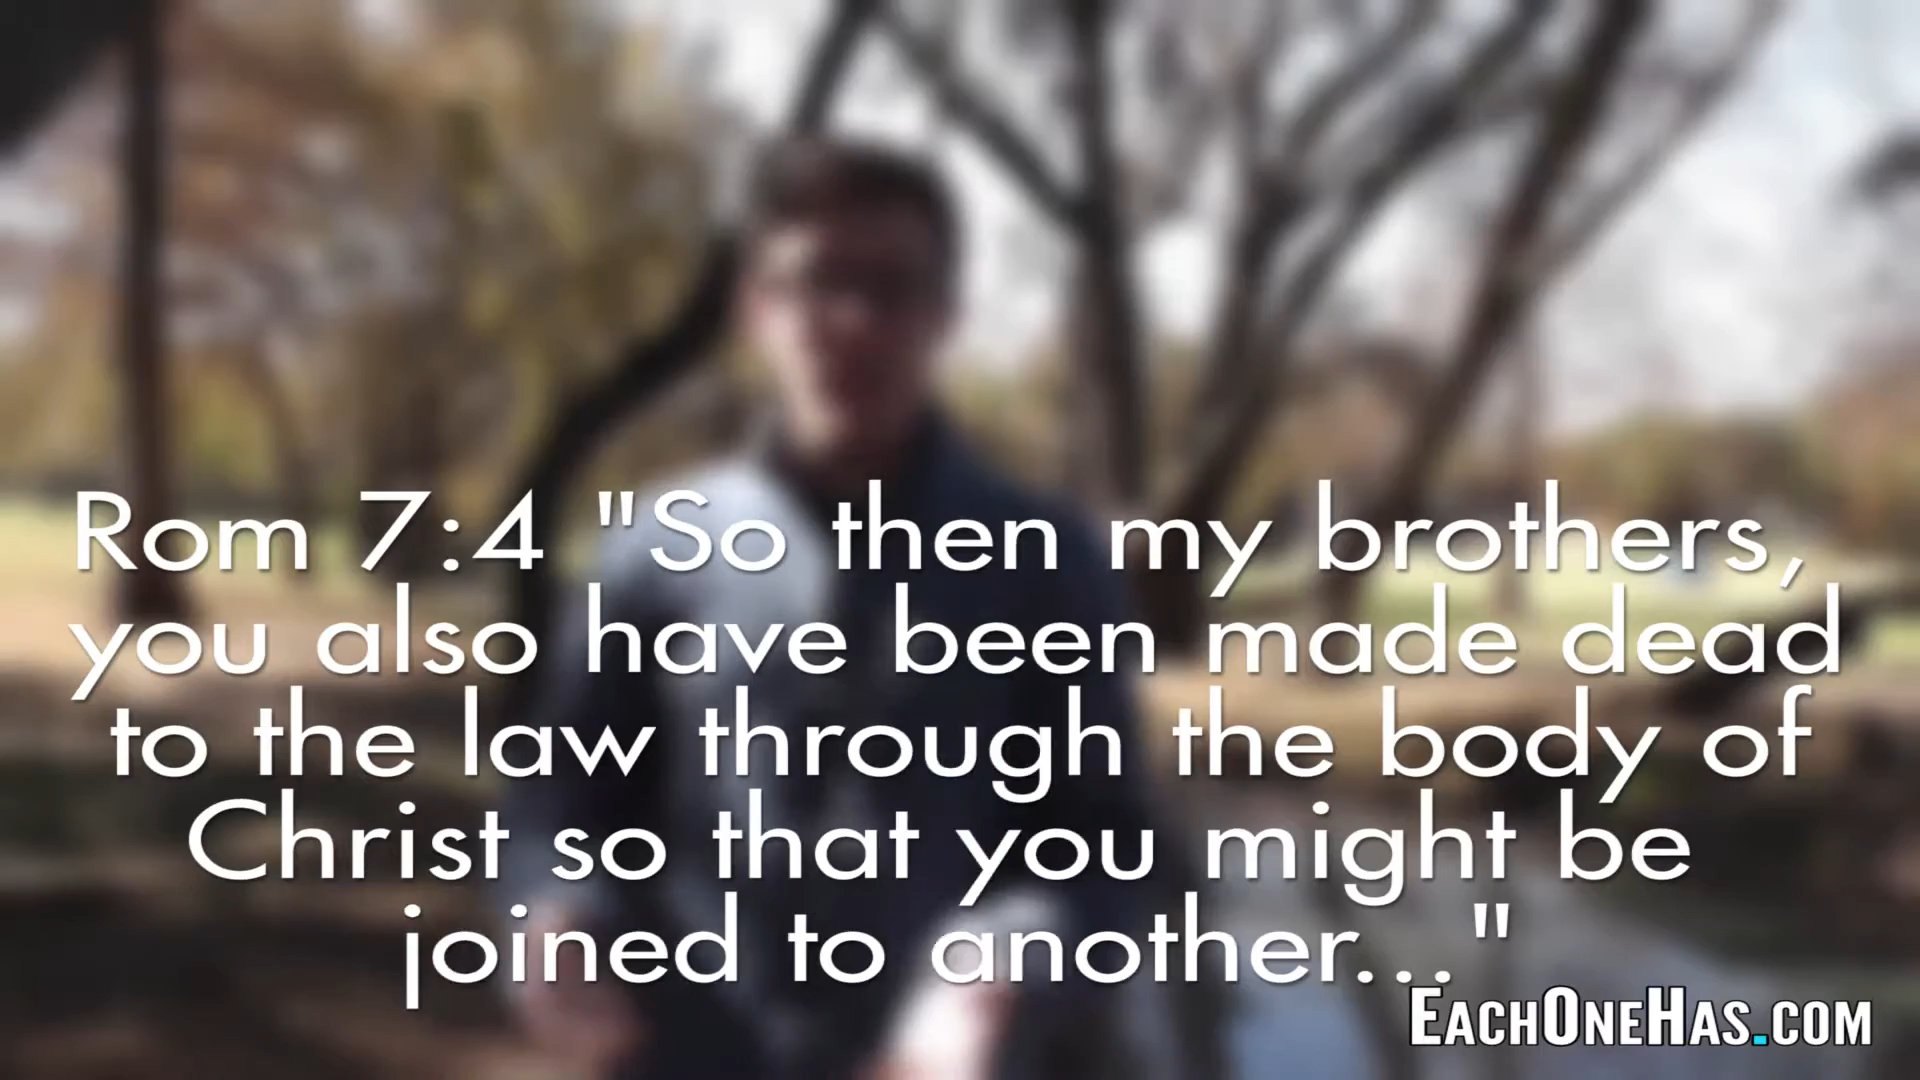 Rom 7:4 "So then my brothers,
you also have been made dead
to the law through the body of
Christ so that you might be
joined to another..."
EACHONEHAS.COM